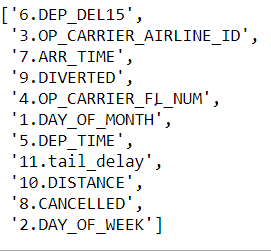 ['6.DEP_DEL15',
'3.OP_CARRIER_AIRLINE_ID',
'7.ARR_TIME',
'9.DIVERTED',
'4.OP_CARRIER_FL_NUM',
'1.DAY_OF_MONTH',
'5.DEP_TIME',
'11.tail_delay',
'10.DISTANCE',
'8.CANCELLED',
'2.DAY_OF_WEEK']